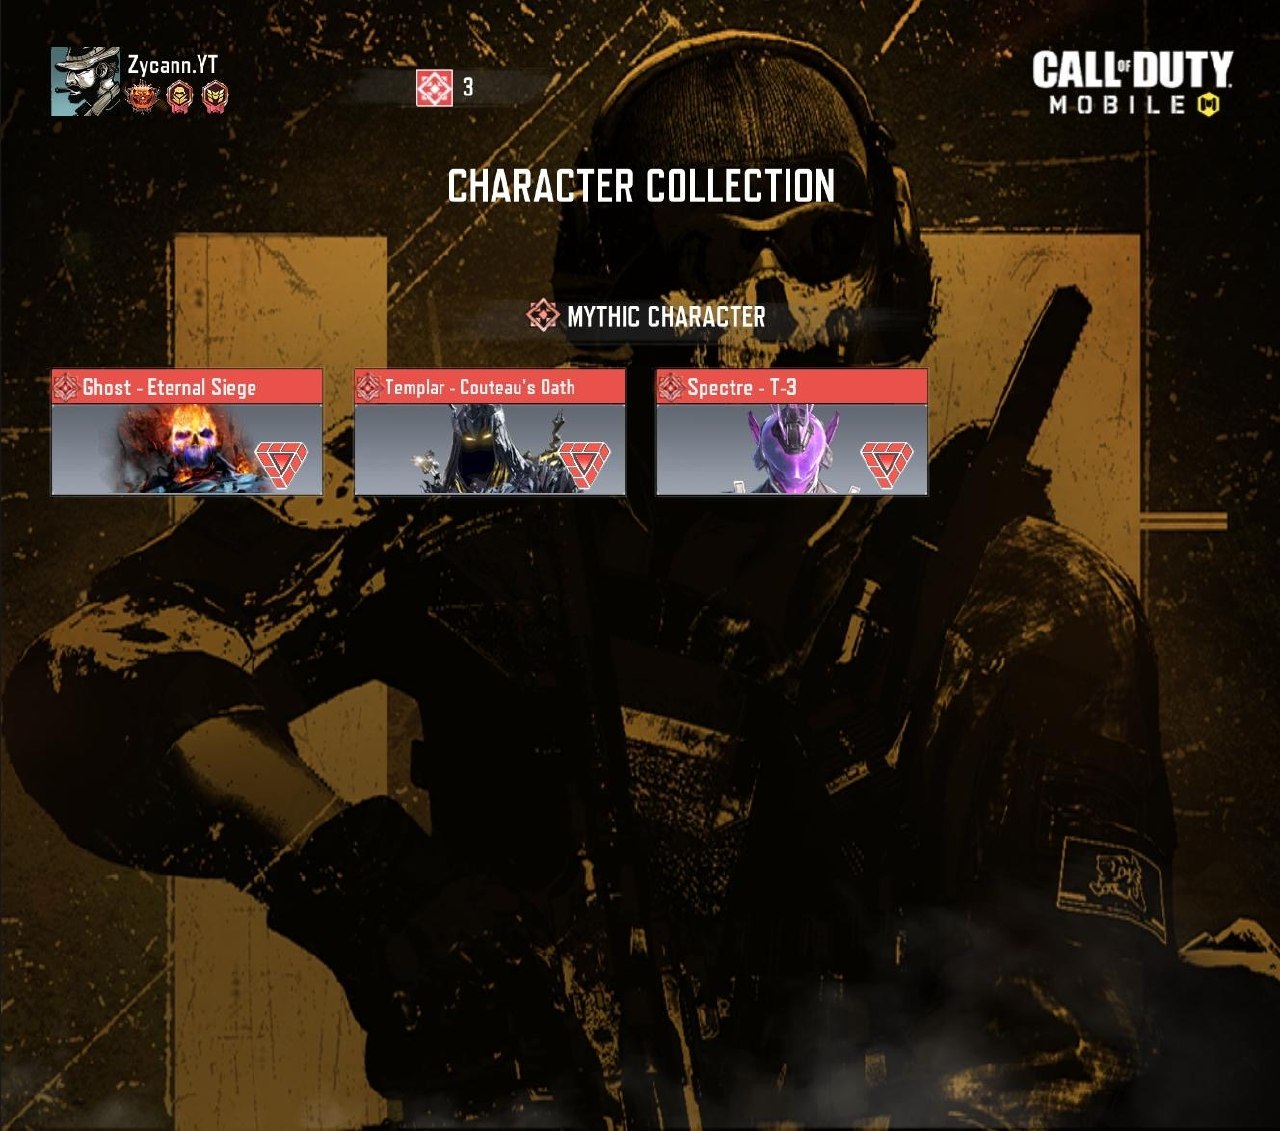 Zycann.YT
3
CALL OF DUTY
MOBILE
CHARACTER COLLECTION
MYTHIC CHARACTER
Ghost - Eternal Siege
Templar - Couteau's Oath
Spectre - T-3